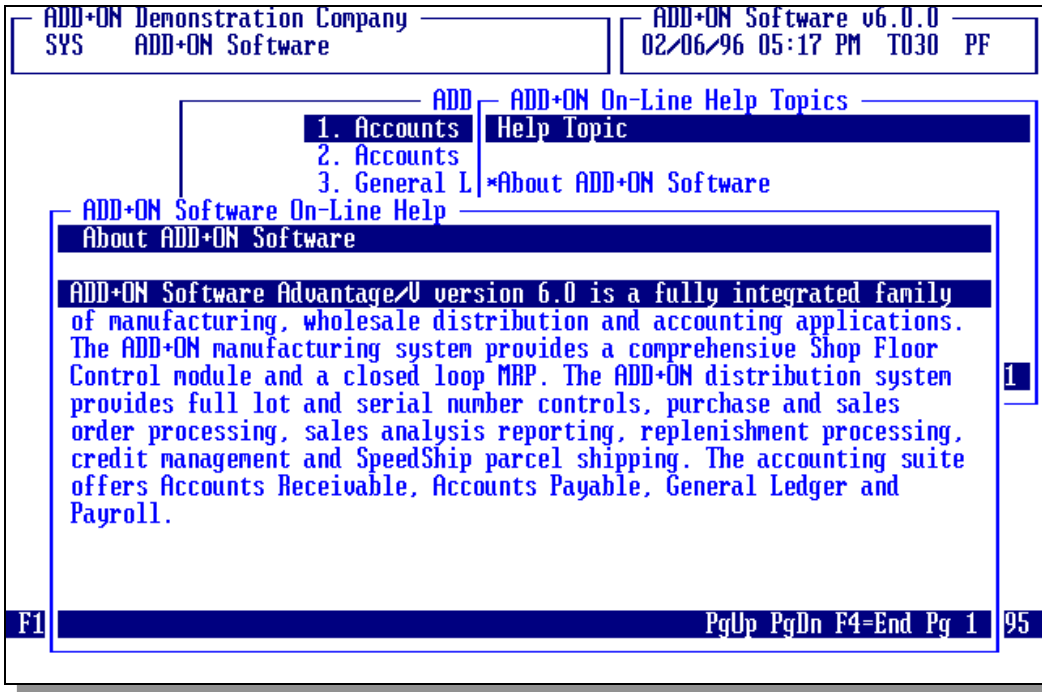 ADD+ON Demonstration Company
SYS ADD+ON Software
ADD+ON Software v6.0.0
02/06/96 05:17 PM T030 PF
ADD
1. Accounts
2. Accounts
3. General L
ADD+ON On-Line Help Topics
Help Topic
*About ADD+ON Software
ADD+ON Software On-Line Help
About ADD+ON Software
ADD+ON Software Advantage/V version 6.0 is a fully integrated family
of manufacturing, wholesale distribution and accounting applications.
The ADD+ON manufacturing system provides a comprehensive Shop Floor
Control module and a closed loop MRP. The ADD+ON distribution system
provides full lot and serial number controls, purchase and sales
order processing, sales analysis reporting, replenishment processing,
credit management and SpeedShip parcel shipping. The accounting suite
offers Accounts Receivable, Accounts Payable, General Ledger and
Payroll.
1
F1
PgUp PgDn F4=End Pg 1
95